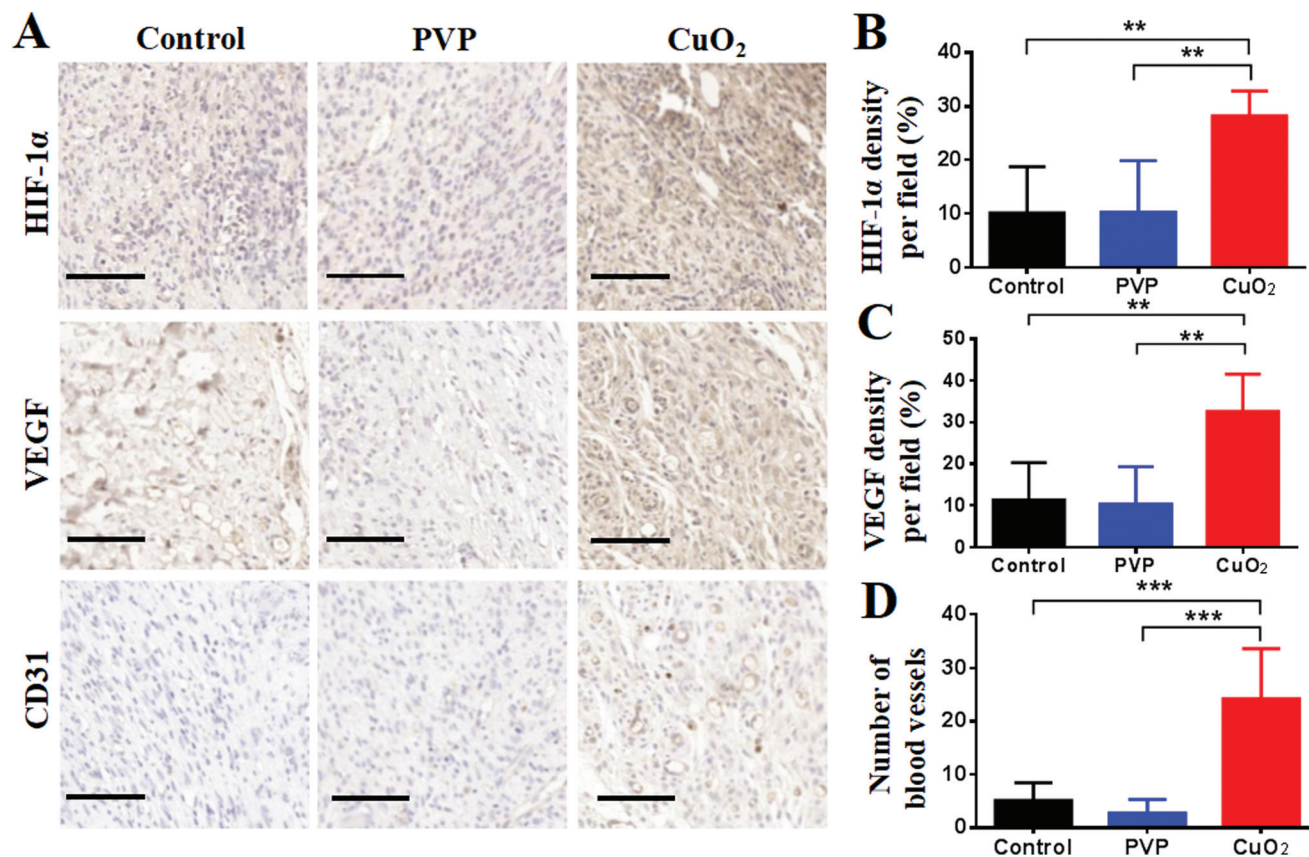 A
Control
PVP
CuO₂
HIF-1α
VEGF
CD31
B
HIF-1α density
per field (%)
40
30
20
10
0
**
**
Control
PVP
CuO₂
C
VEGF density
per field (%)
50
40
30
20
10
0
**
**
Control
PVP
CuO₂
D
Number of
blood vessels
40
30
20
10
0
***
***
Control
PVP
CuO₂